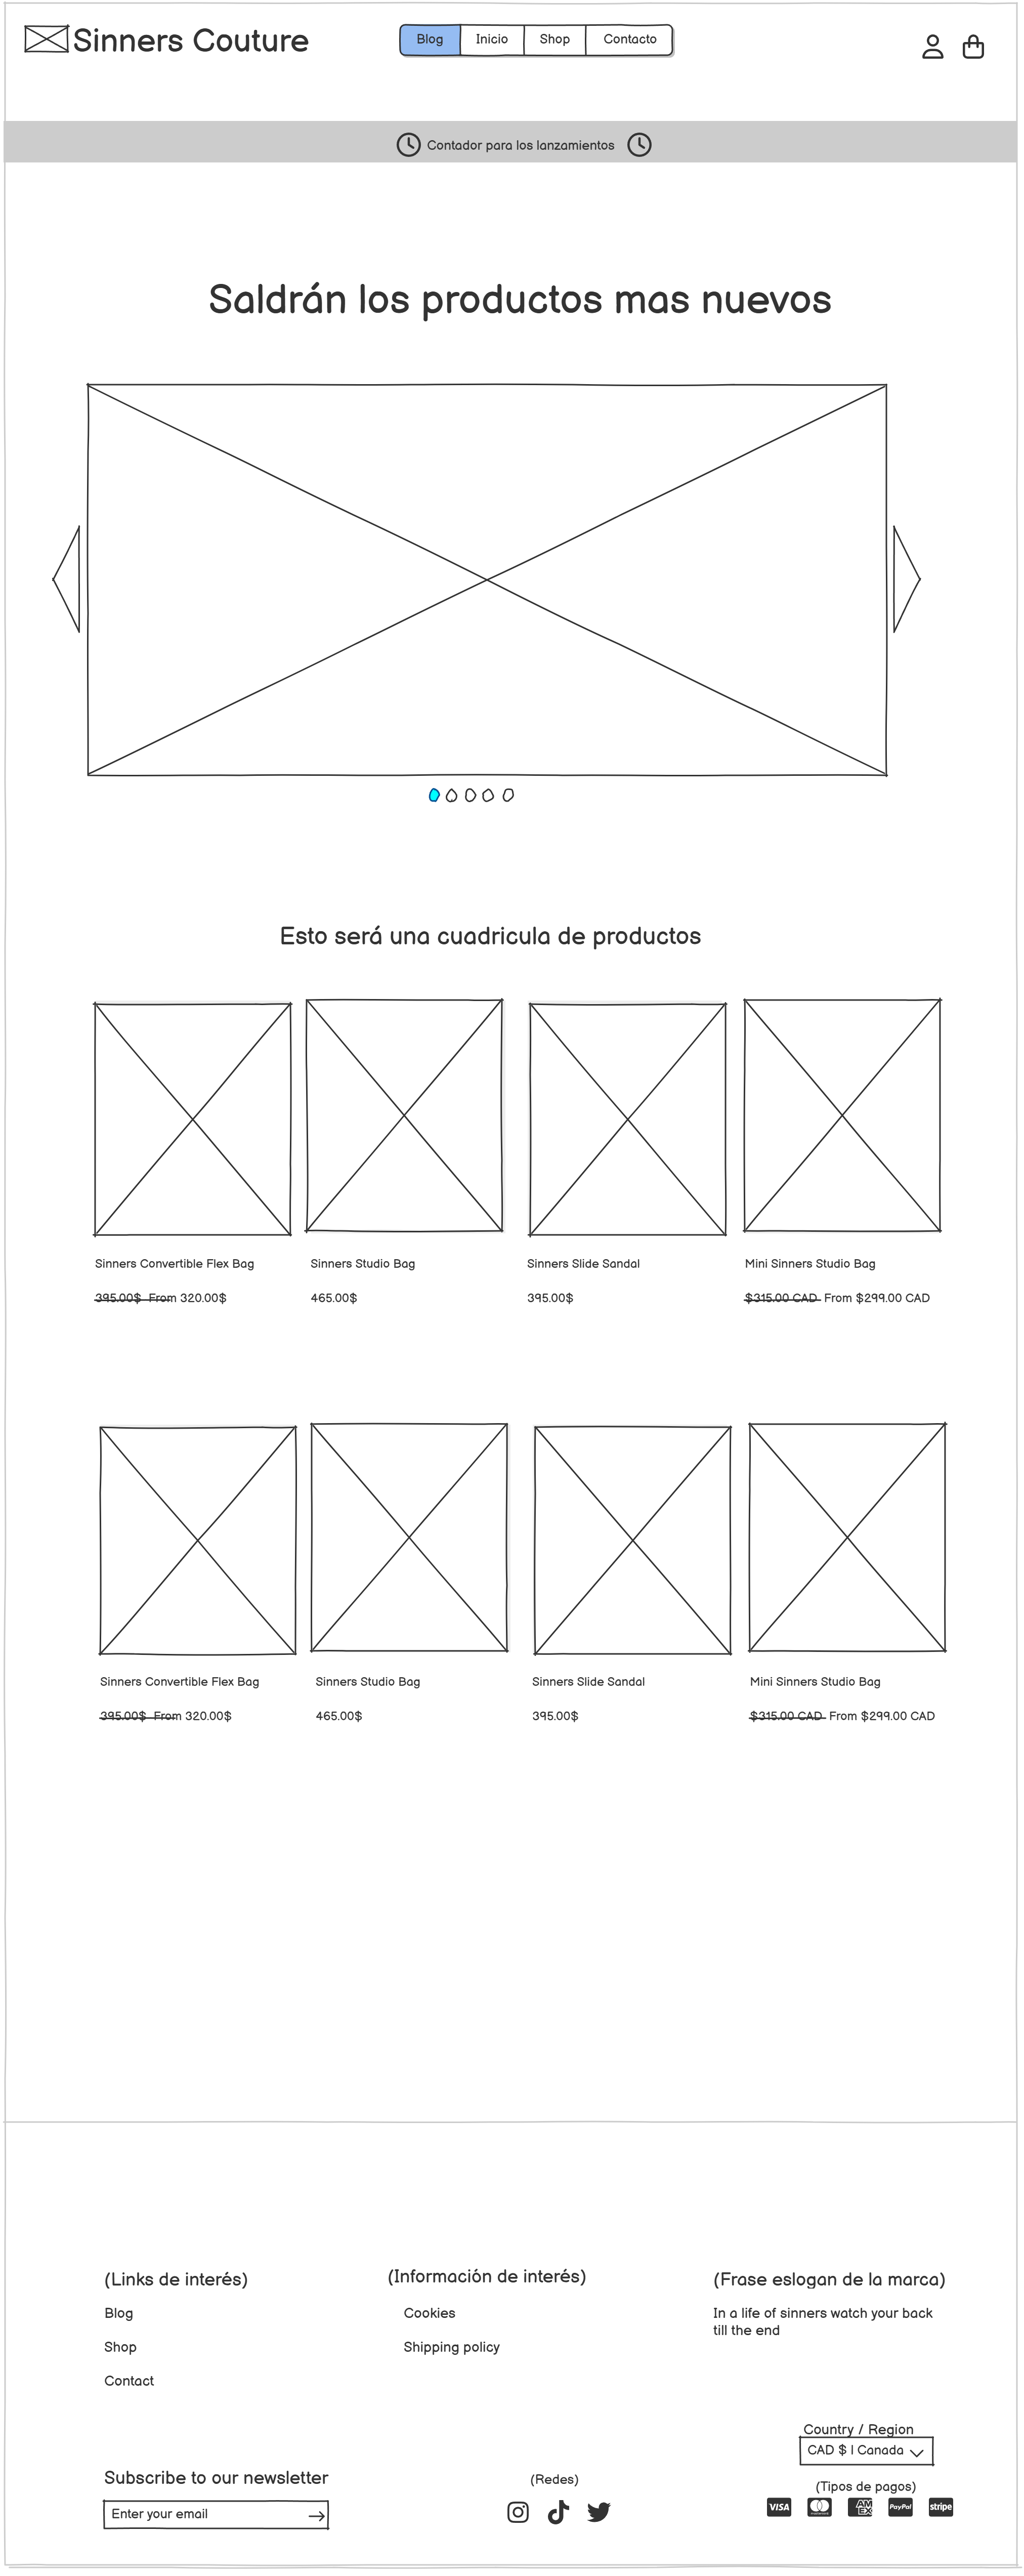 Sinners Couture
Blog Inicio Shop Contacto
Contador para los lanzamientos
Saldrán los productos mas nuevos
Esto será una cuadricula de productos
Sinners Convertible Flex Bag Sinners Studio Bag Sinners Slide Sandal Mini Sinners Studio Bag
395.00$ From 320.00$ 465.00$ 395.00$ $315.00 CAD From $299.00 CAD
Sinners Convertible Flex Bag Sinners Studio Bag Sinners Slide Sandal Mini Sinners Studio Bag
395.00$ From 320.00$ 465.00$ 395.00$ $315.00 CAD From $299.00 CAD
(Links de interés)
Blog
Shop
Contact
(Información de interés)
Cookies
Shipping policy
(Frase eslogan de la marca)
In a life of sinners watch your back
till the end
Country / Region
CAD $ | Canada
Subscribe to our newsletter
Enter your email
(Redes)
(Tipos de pagos)
VISA AMEX PayPal stripe